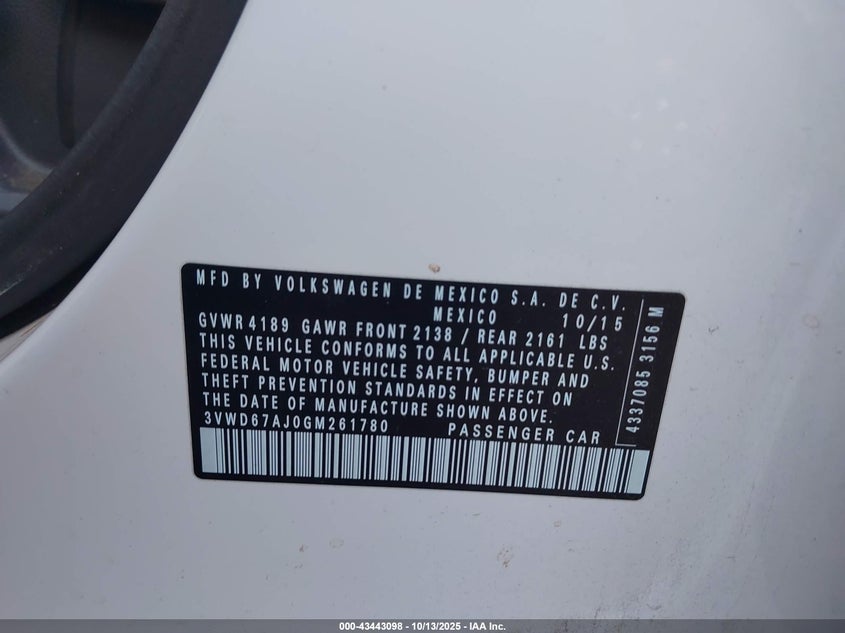 MFD BY VOLKSWAGEN DE MEXICO S.A. DE C.V.
MEXICO 10/15
GVWR 4189 GAWR FRONT 2138 / REAR 2161 LBS
THIS VEHICLE CONFORMS TO ALL APPLICABLE U.S.
FEDERAL MOTOR VEHICLE SAFETY, BUMPER AND
THEFT PREVENTION STANDARDS IN EFFECT ON
THE DATE OF MANUFACTURE SHOWN ABOVE.
3VWD67AJ0GM261780 PASSENGER CAR
4337085 3156 M
000-43443098 - 10/13/2025 - IAA Inc.